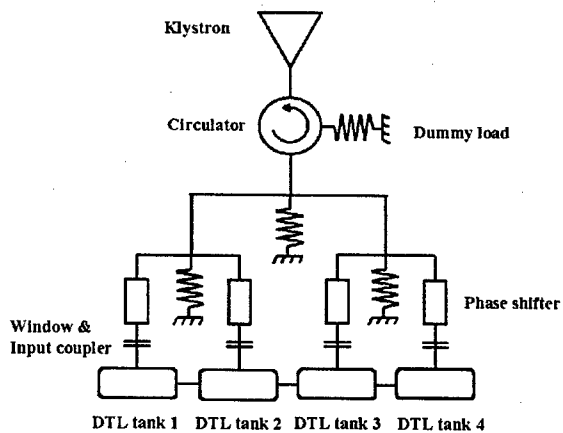 Klystron
Circulator
Dummy load
Phase shifter
Window &
Input coupler
DTL tank 1 DTL tank 2 DTL tank 3 DTL tank 4